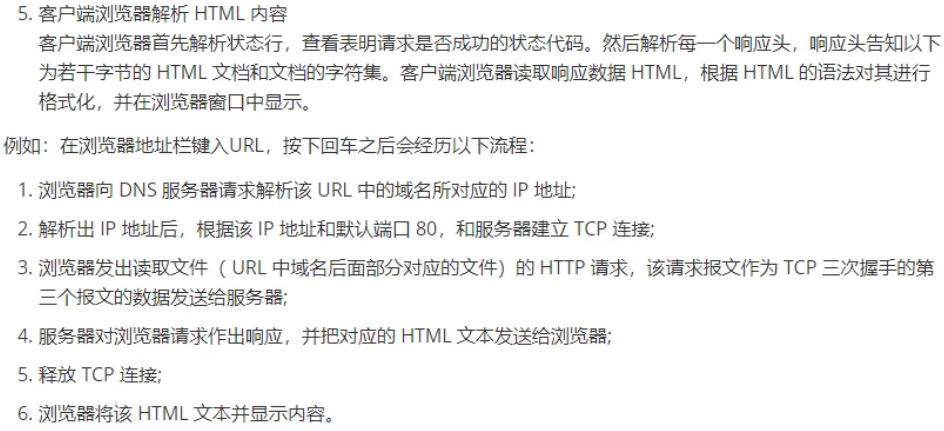 5. 客户端浏览器解析 HTML 内容
客户端浏览器首先解析状态行，查看表明请求是否成功的状态代码。然后解析每一个响应头，响应头告知以下
为若干字节的 HTML 文档和文档的字符集。客户端浏览器读取响应数据 HTML，根据 HTML 的语法对其进行
格式化，并在浏览器窗口中显示。
例如：在浏览器地址栏键入URL，按下回车之后会经历以下流程：
1. 浏览器向 DNS 服务器请求解析该 URL 中的域名所对应的 IP 地址;
2. 解析出 IP 地址后，根据该 IP 地址和默认端口 80，和服务器建立 TCP 连接;
3. 浏览器发出读取文件（ URL 中域名后面部分对应的文件）的 HTTP 请求，该请求报文作为 TCP 三次握手的第
三个报文的数据发送给服务器;
4. 服务器对浏览器请求作出响应，并把对应的 HTML 文本发送给浏览器;
5. 释放 TCP 连接;
6. 浏览器将该 HTML 文本并显示内容。